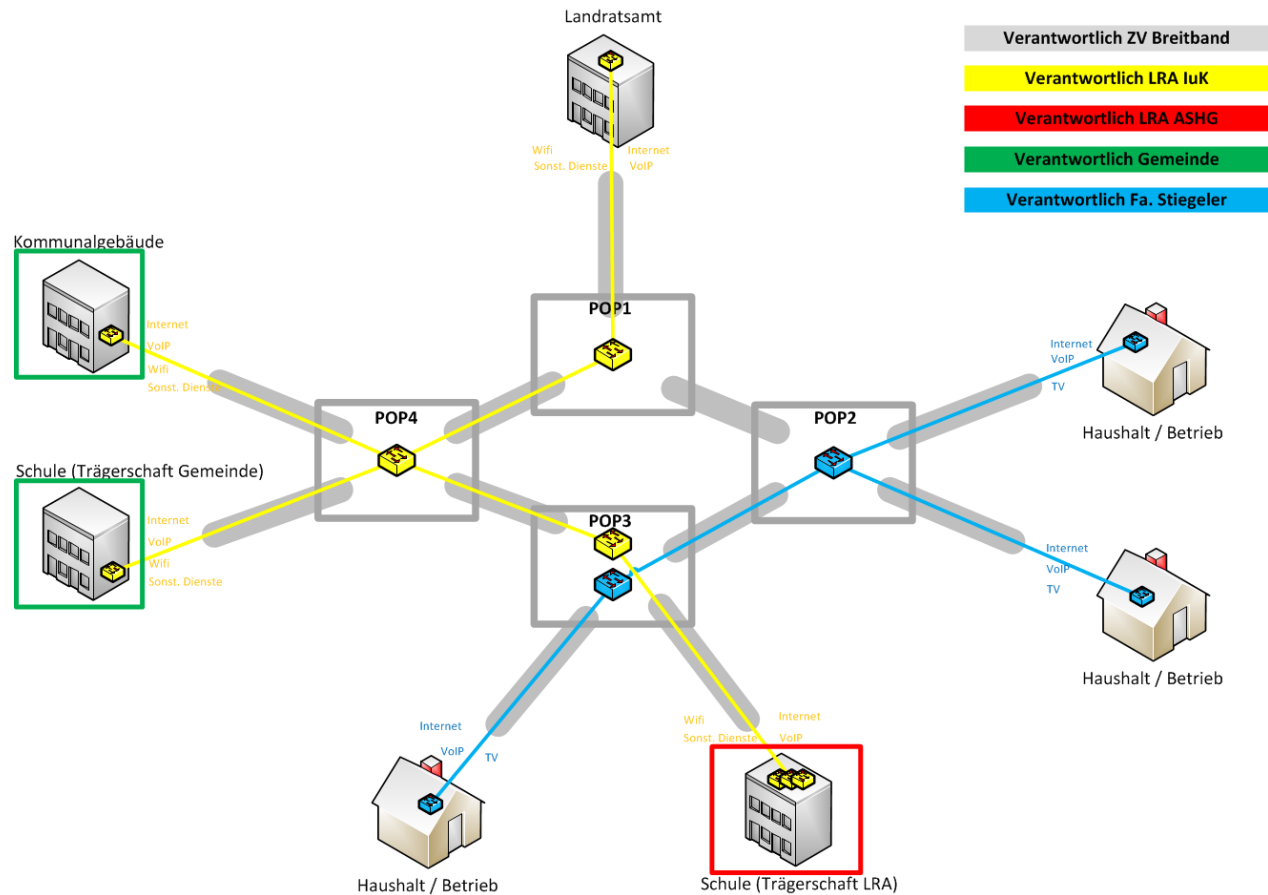 Landratsamt
Verantwortlich ZV Breitband
Verantwortlich LRA IuK
Verantwortlich LRA ASHG
Verantwortlich Gemeinde
Verantwortlich Fa. Stiegeler
Wifi
Internet
Sonst. Dienste
VoIP
Kommunalgebäude
Internet
VoIP
Wifi
Sonst. Dienste
POP1
POP4
POP2
Internet
VoIP
TV
Haushalt / Betrieb
Schule (Trägerschaft Gemeinde)
Internet
VoIP
Wifi
Sonst. Dienste
POP3
Internet
VoIP
TV
Haushalt / Betrieb
Internet
VoIP
TV
Haushalt / Betrieb
Wifi
Internet
Sonst. Dienste
VoIP
Schule (Trägerschaft LRA)